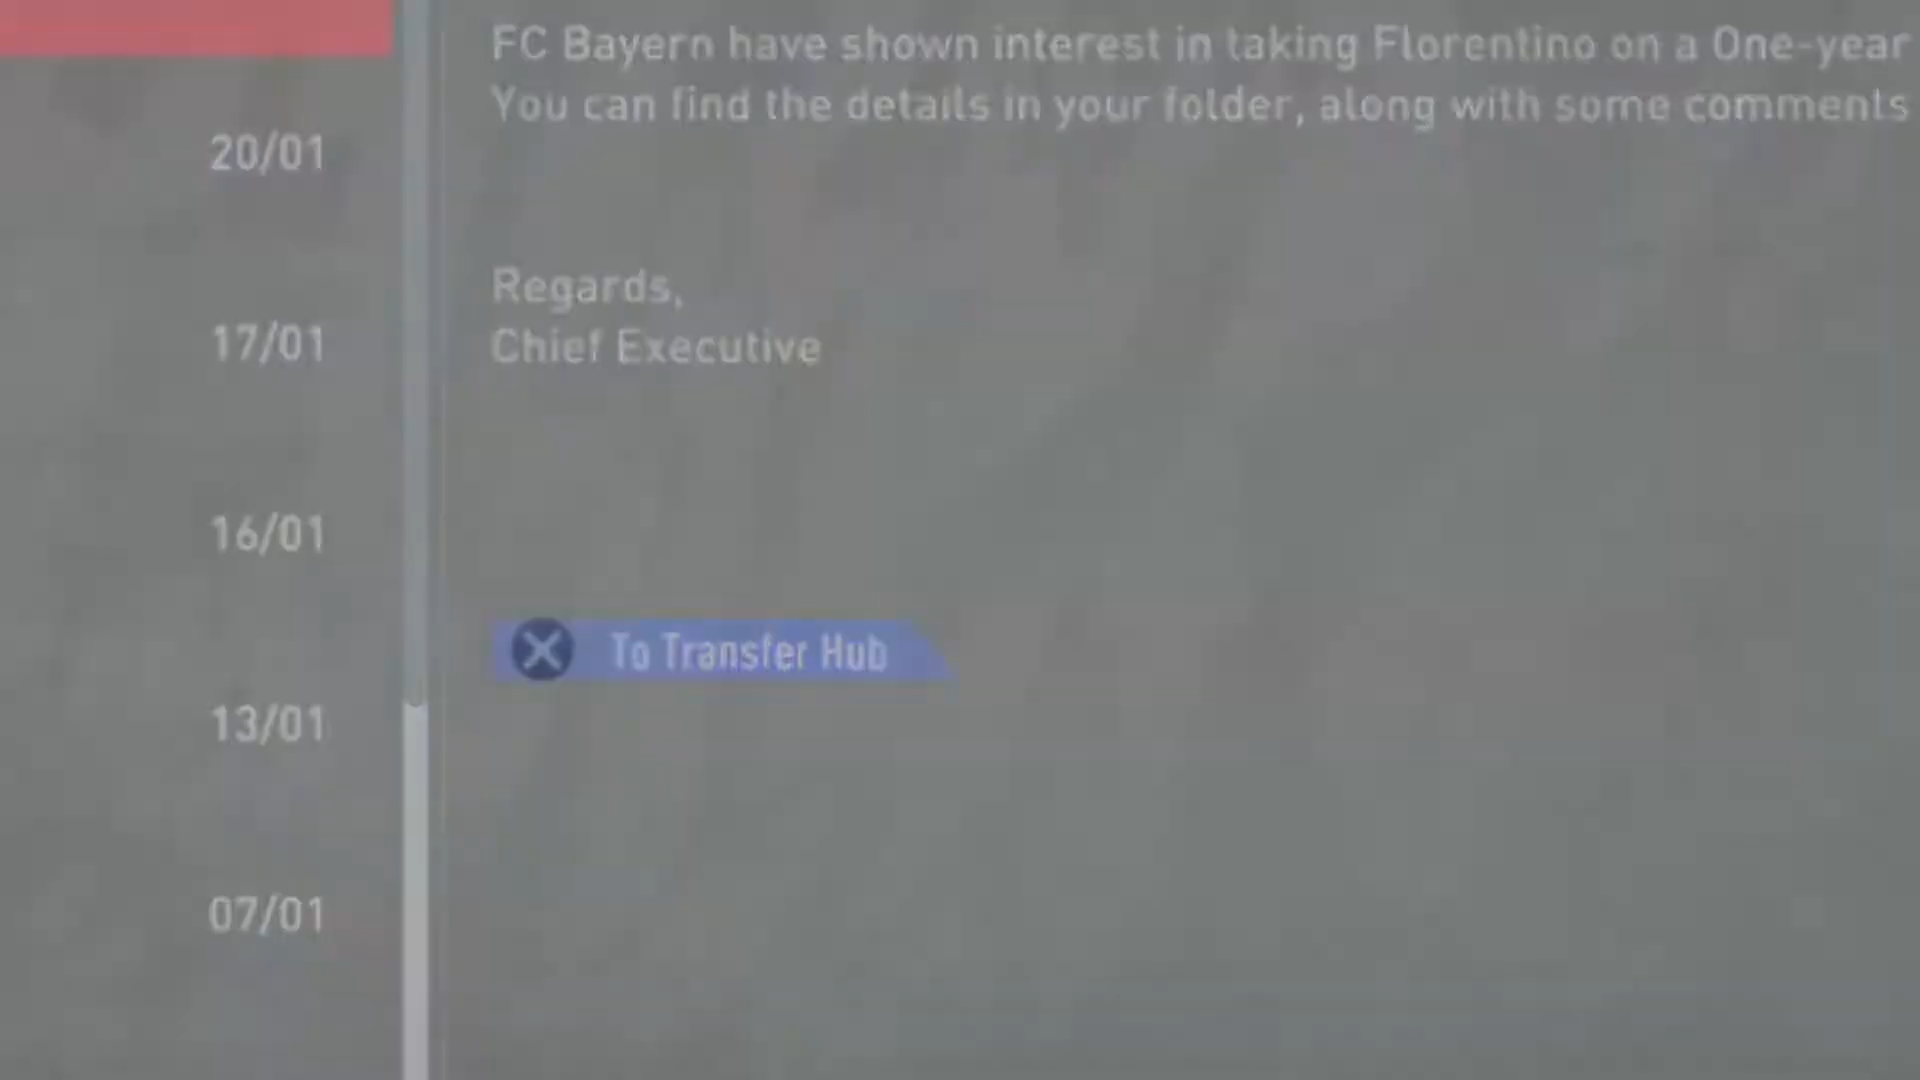 FC Bayern have shown interest in taking Florentino on a One-year
You can find the details in your folder, along with some comments
20/01
Regards,
17/01
Chief Executive
16/01
To Transfer Hub
13/01
07/01